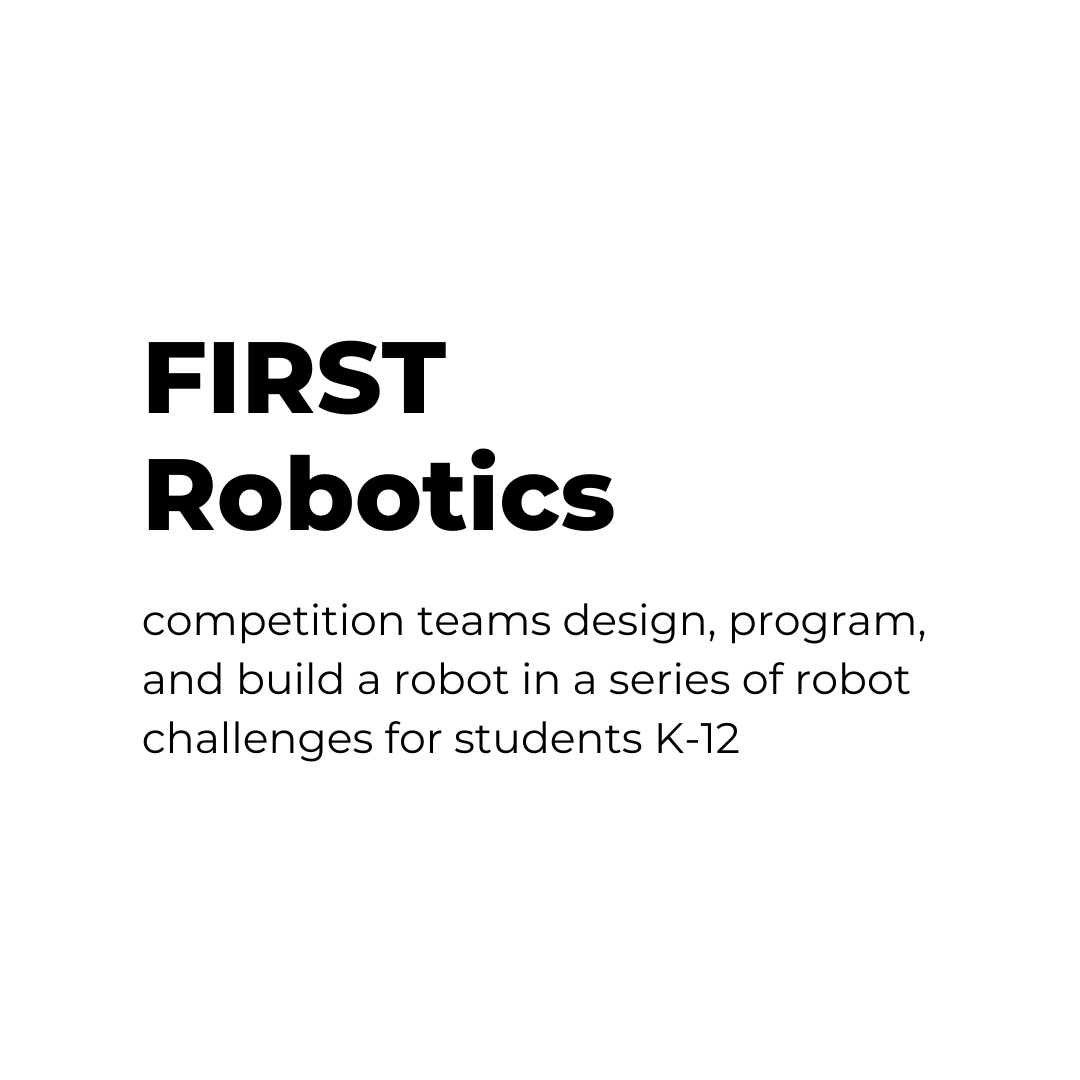 FIRST
Robotics
competition teams design, program,
and build a robot in a series of robot
challenges for students K-12